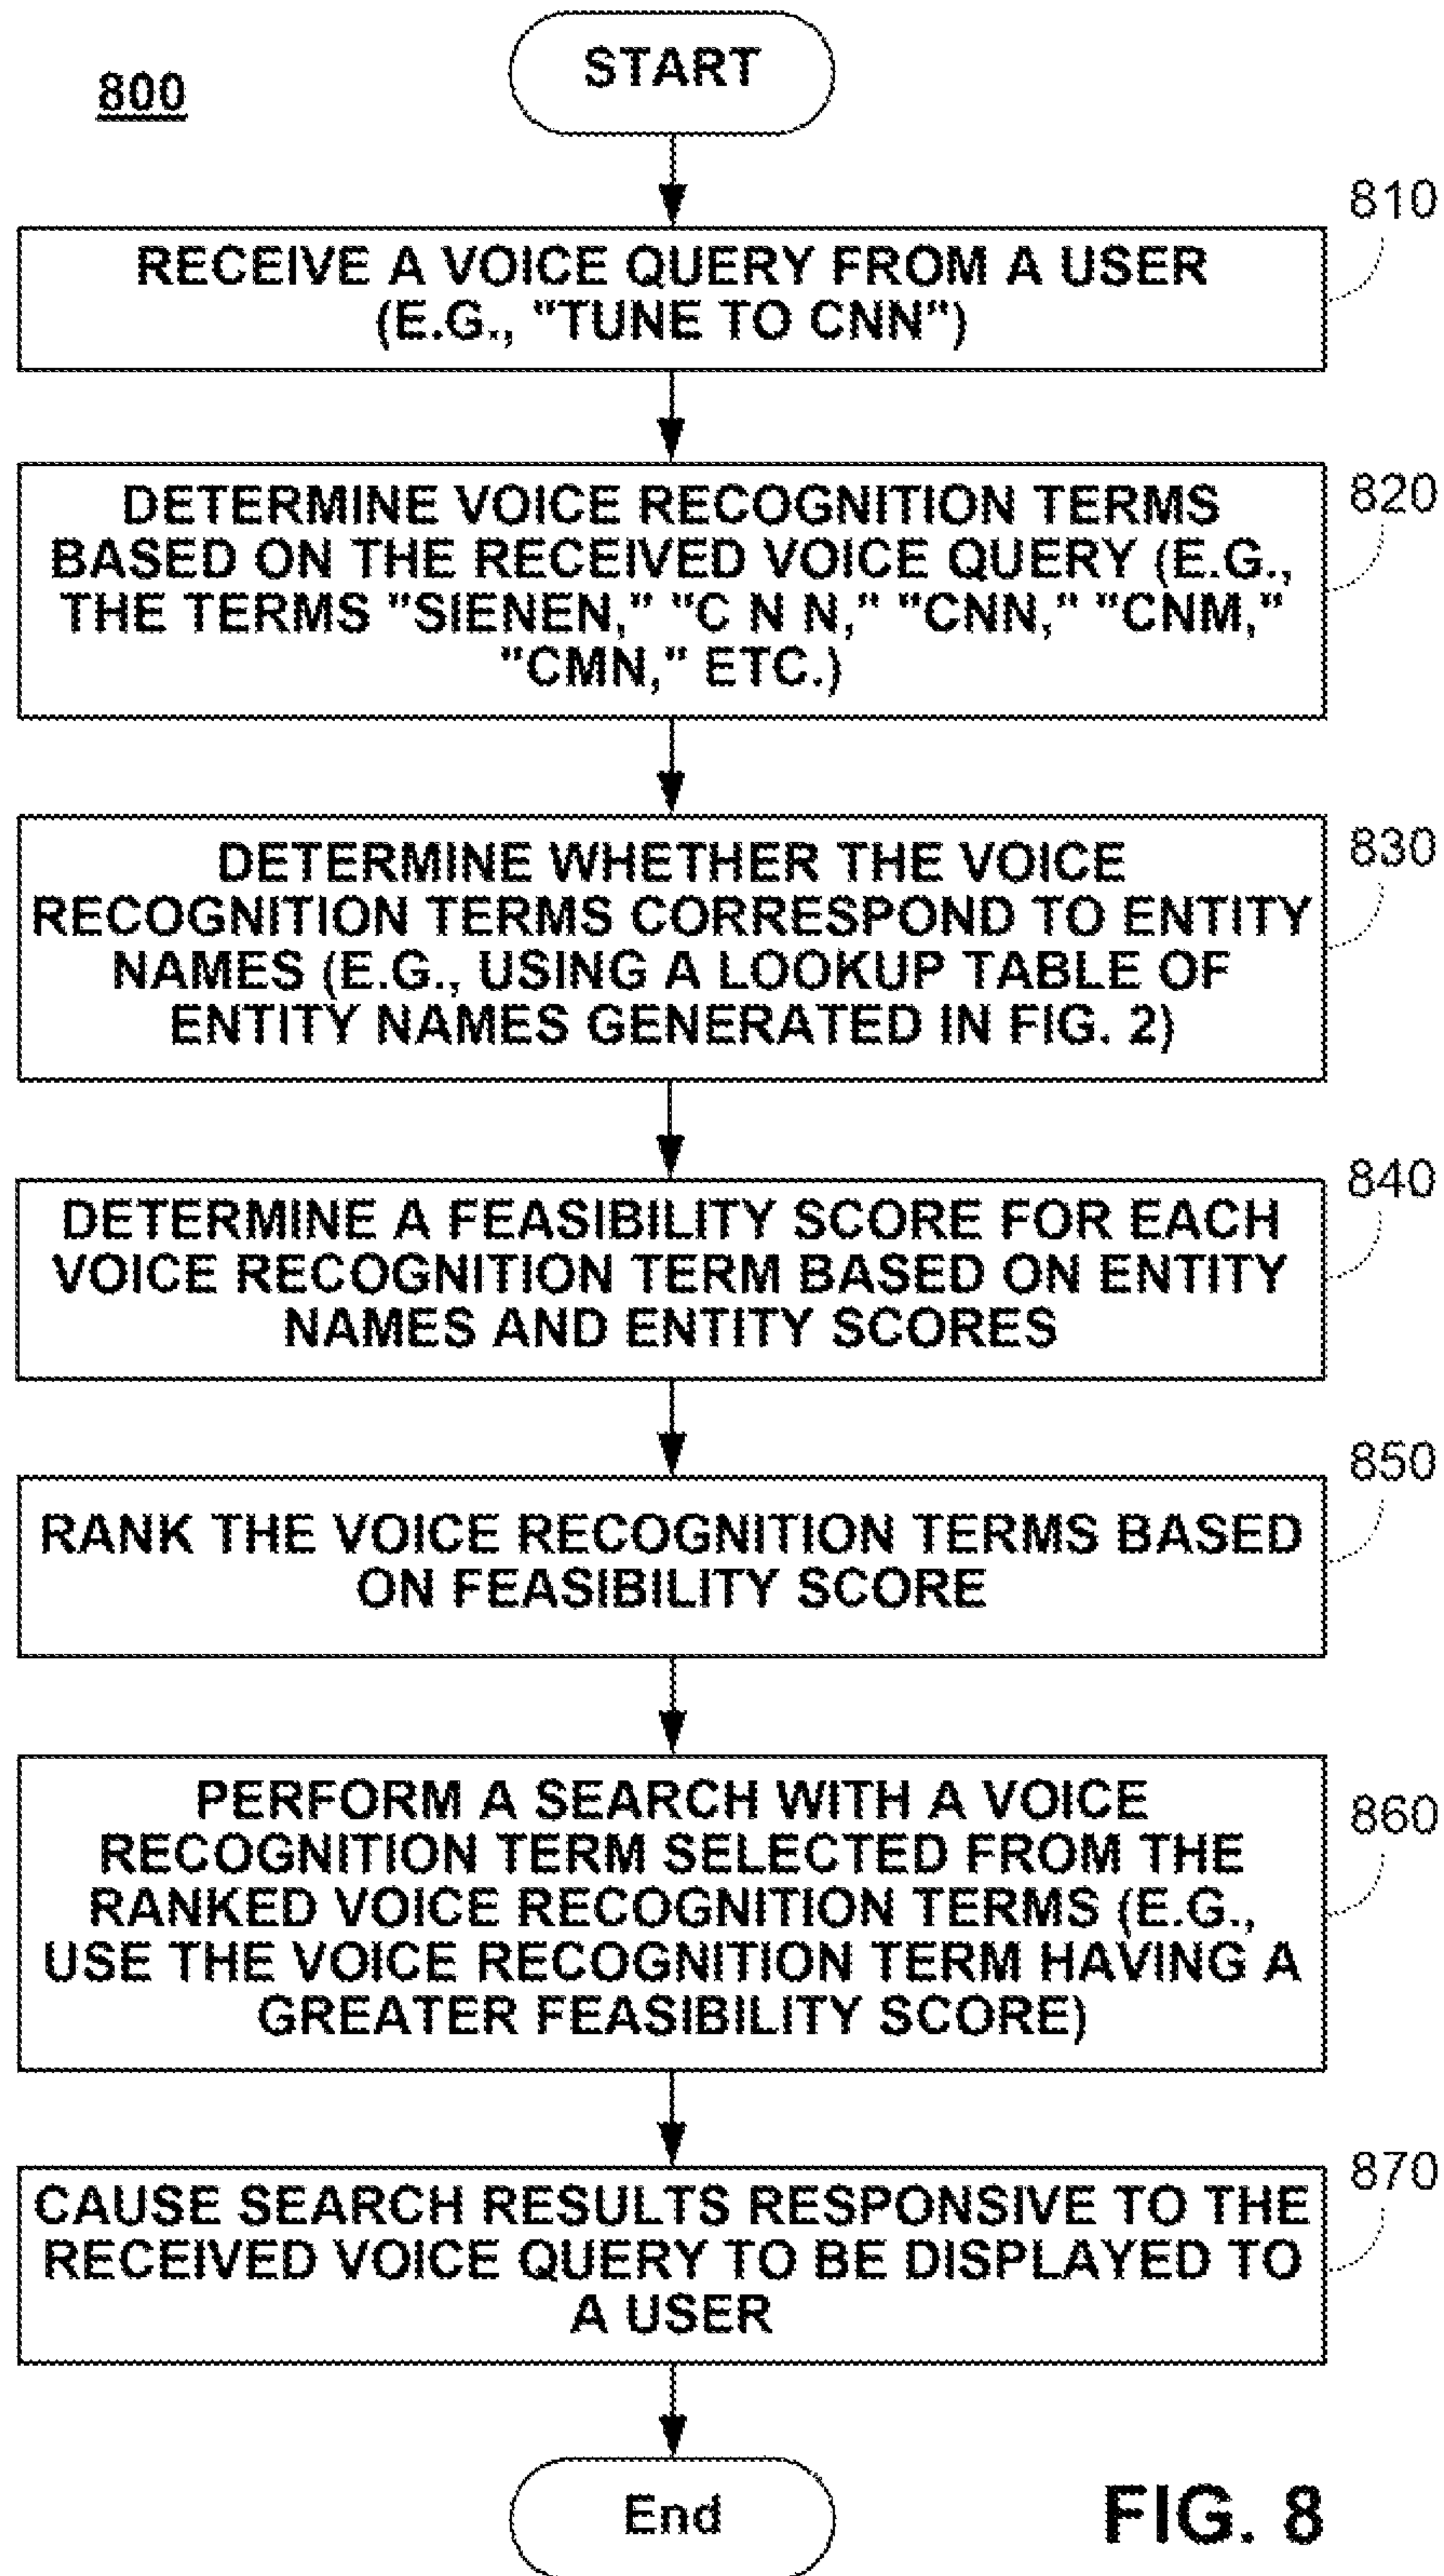 800
START
810
RECEIVE A VOICE QUERY FROM A USER
(E.G., "TUNE TO CNN")
820
DETERMINE VOICE RECOGNITION TERMS
BASED ON THE RECEIVED VOICE QUERY (E.G.,
THE TERMS "SIENEN," "C N N," "CNN," "CNM,"
"CMN," ETC.)
830
DETERMINE WHETHER THE VOICE
RECOGNITION TERMS CORRESPOND TO ENTITY
NAMES (E.G., USING A LOOKUP TABLE OF
ENTITY NAMES GENERATED IN FIG. 2)
840
DETERMINE A FEASIBILITY SCORE FOR EACH
VOICE RECOGNITION TERM BASED ON ENTITY
NAMES AND ENTITY SCORES
850
RANK THE VOICE RECOGNITION TERMS BASED
ON FEASIBILITY SCORE
860
PERFORM A SEARCH WITH A VOICE
RECOGNITION TERM SELECTED FROM THE
RANKED VOICE RECOGNITION TERMS (E.G.,
USE THE VOICE RECOGNITION TERM HAVING A
GREATER FEASIBILITY SCORE)
870
CAUSE SEARCH RESULTS RESPONSIVE TO THE
RECEIVED VOICE QUERY TO BE DISPLAYED TO
A USER
End
FIG. 8